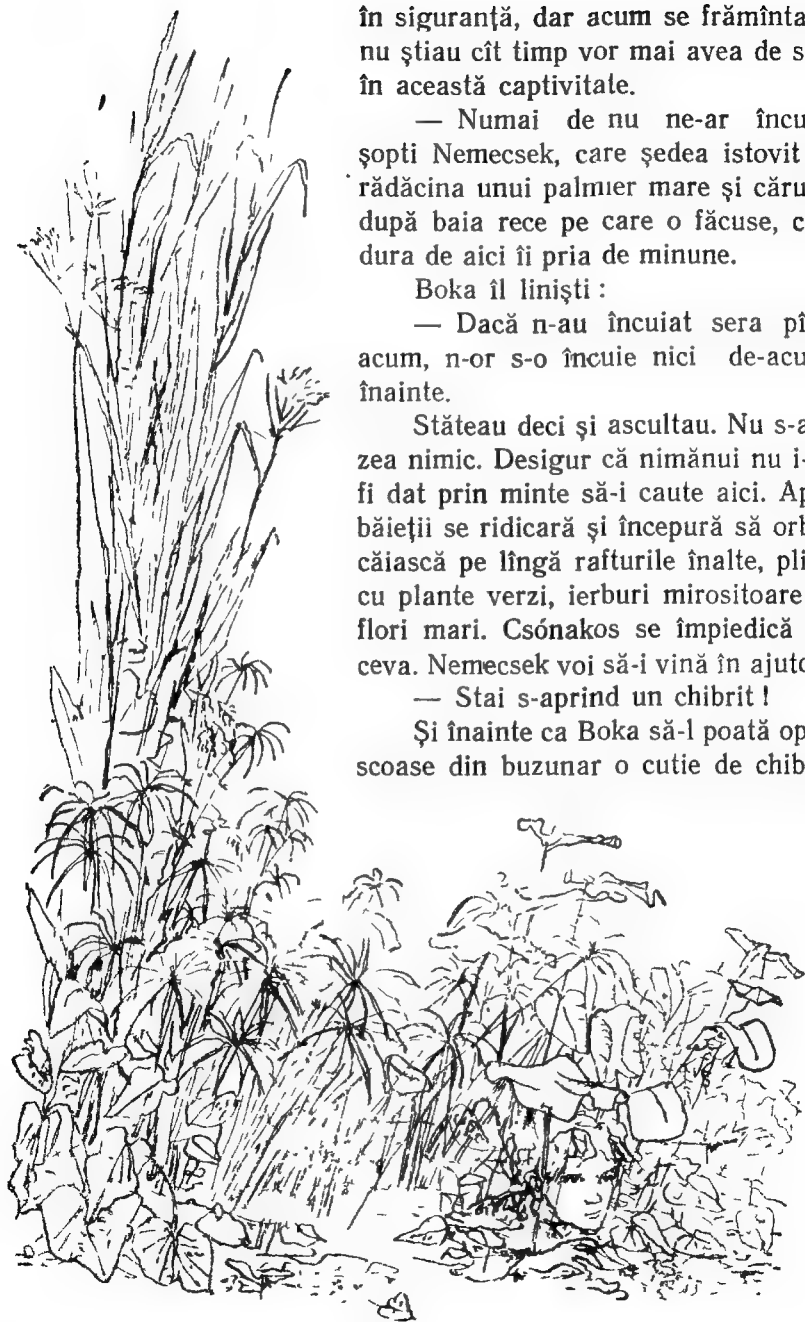 în siguranță, dar acum se frămînta
nu știau cît timp vor mai avea de s
în această captivitate.
— Numai de nu ne-ar încu
șopti Nemecsek, care ședea istovit
rădăcina unui palmier mare și căru
după baia rece pe care o făcuse, c
dura de aici îi pria de minune.
Boka îl liniști :
— Dacă n-au încuiat sera pî
acum, n-or s-o încuie nici de-acu
înainte.
Stăteau deci și ascultau. Nu s-a
zea nimic. Desigur că nimănui nu i-
fi dat prin minte să-i caute aici. Ap
băieții se ridicară și începură să orb
căiască pe lîngă rafturile înalte, pli
cu plante verzi, ierburi mirositoare
flori mari. Csónakos se împiedică
ceva. Nemecsek voi să-i vină în ajuto
— Stai s-aprind un chibrit !
Și înainte ca Boka să-l poată op
scoase din buzunar o cutie de chib